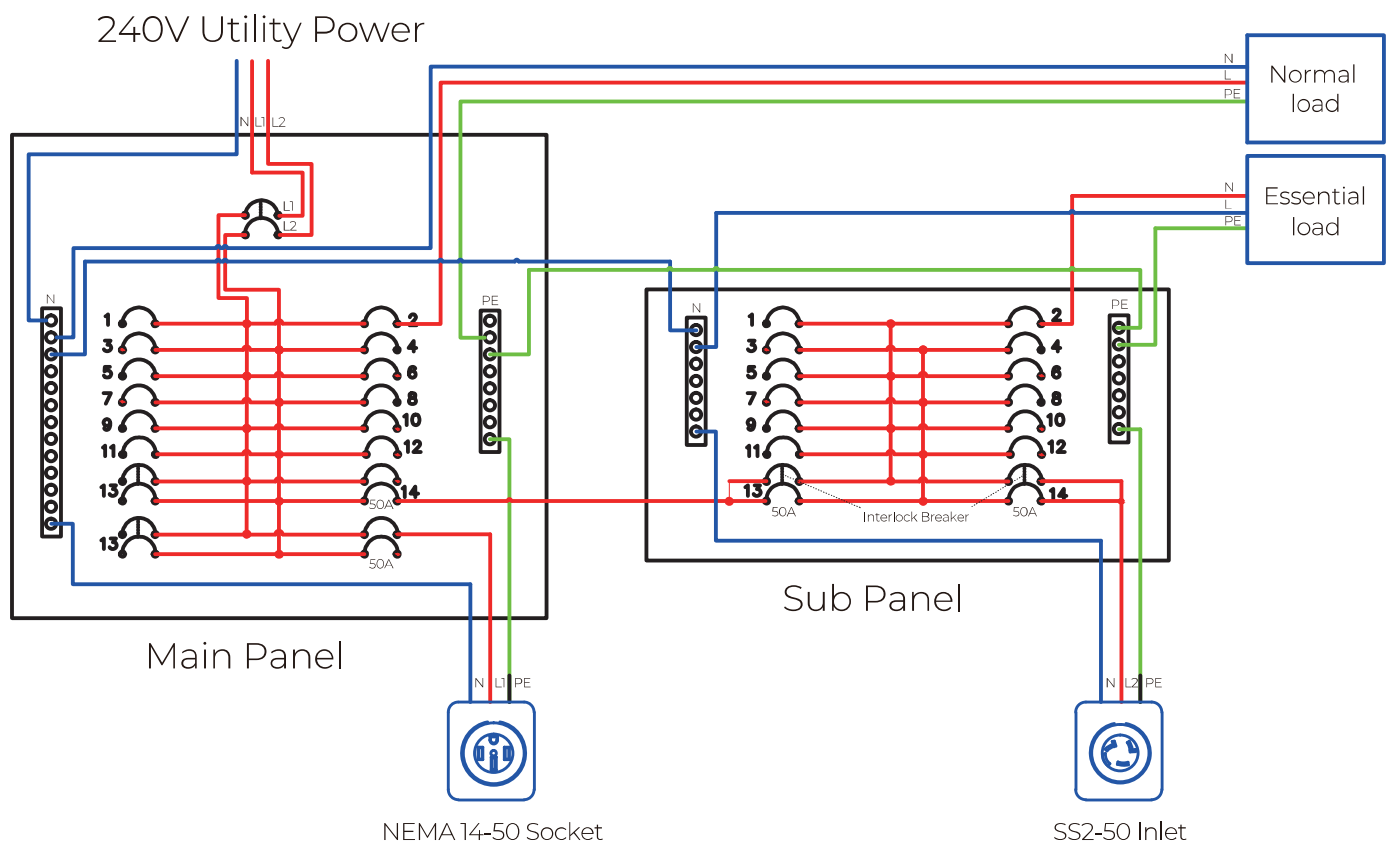 240V Utility Power
N L1 L2
N
L
PE
Normal
load
N
L
PE
Essential
load
L1
L2
N
PE
1 2
3 4
5 6
7 8
9 10
11 12
13 14
50A
13
50A
N
PE
1 2
3 4
5 6
7 8
9 10
11 12
13 14
50A Interlock Breaker 50A
Main Panel
Sub Panel
N L1 PE
N L2 PE
NEMA 14-50 Socket
SS2-50 Inlet